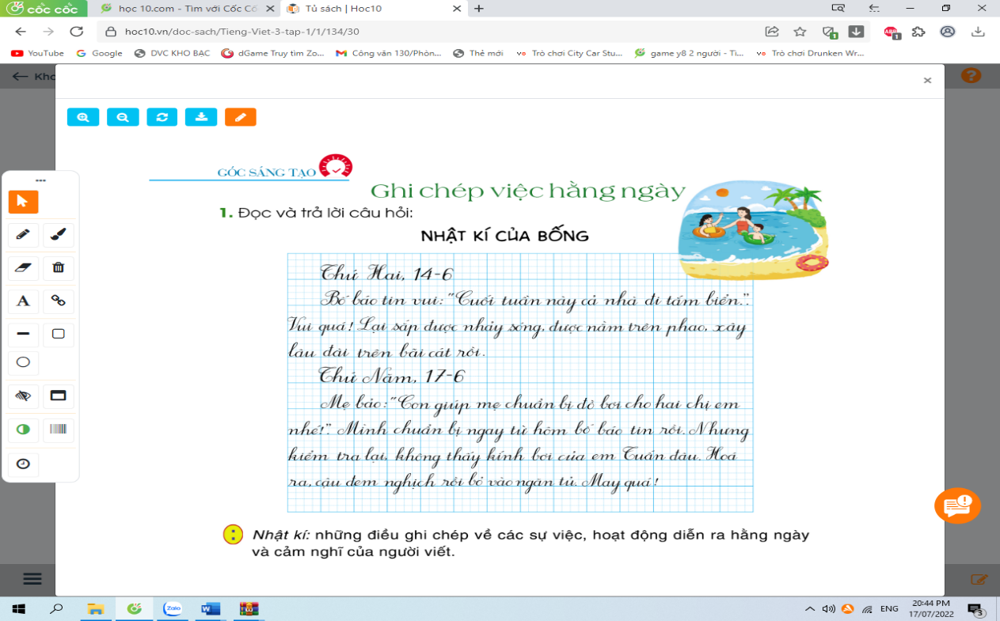 cốc cốc
học 10.com - Tìm với Cốc Cố
Tủ sách | Hoc10
hoc10.vn/doc-sach/Tieng-Viet-3-tap-1/1/134/30
1
ABP
1
YouTube
Google
DVC KHO BẠC
dGame Truy tìm Zo...
Công văn 130/Phòn...
Thẻ mới
Trò chơi City Car Stu...
game y8 2 người - Ti...
Trò chơi Drunken Wr...
Kho
×
?
GÓC SÁNG TẠO
Ghi chép việc hằng ngày
1. Đọc và trả lời câu hỏi:
NHẬT KÍ CỦA BỐNG
Thứ Hai, 14-6
Bố báo tin vui: "Cuối tuần này cả nhà đi tắm biển.".
Vui quá! Lại sắp được nhảy sóng, được nằm trên phao, xây
lâu đài trên bãi cát rồi.
Thứ Năm, 17-6
Mẹ bảo: "Con giúp mẹ chuẩn bị đồ bơi cho hai chị em
nhé!". Mình chuẩn bị ngay từ hôm bố báo tin rồi. Nhưng
kiểm tra lại, không thấy kính bơi của em Tuấn đâu. Hoá
ra, cậu đem nghịch rồi bỏ vào ngăn tủ. May quá!
Nhật kí: những điều ghi chép về các sự việc, hoạt động diễn ra hằng ngày
và cảm nghĩ của người viết.
A
Zalo
W
ENG
20:44 PM
17/07/2022
3